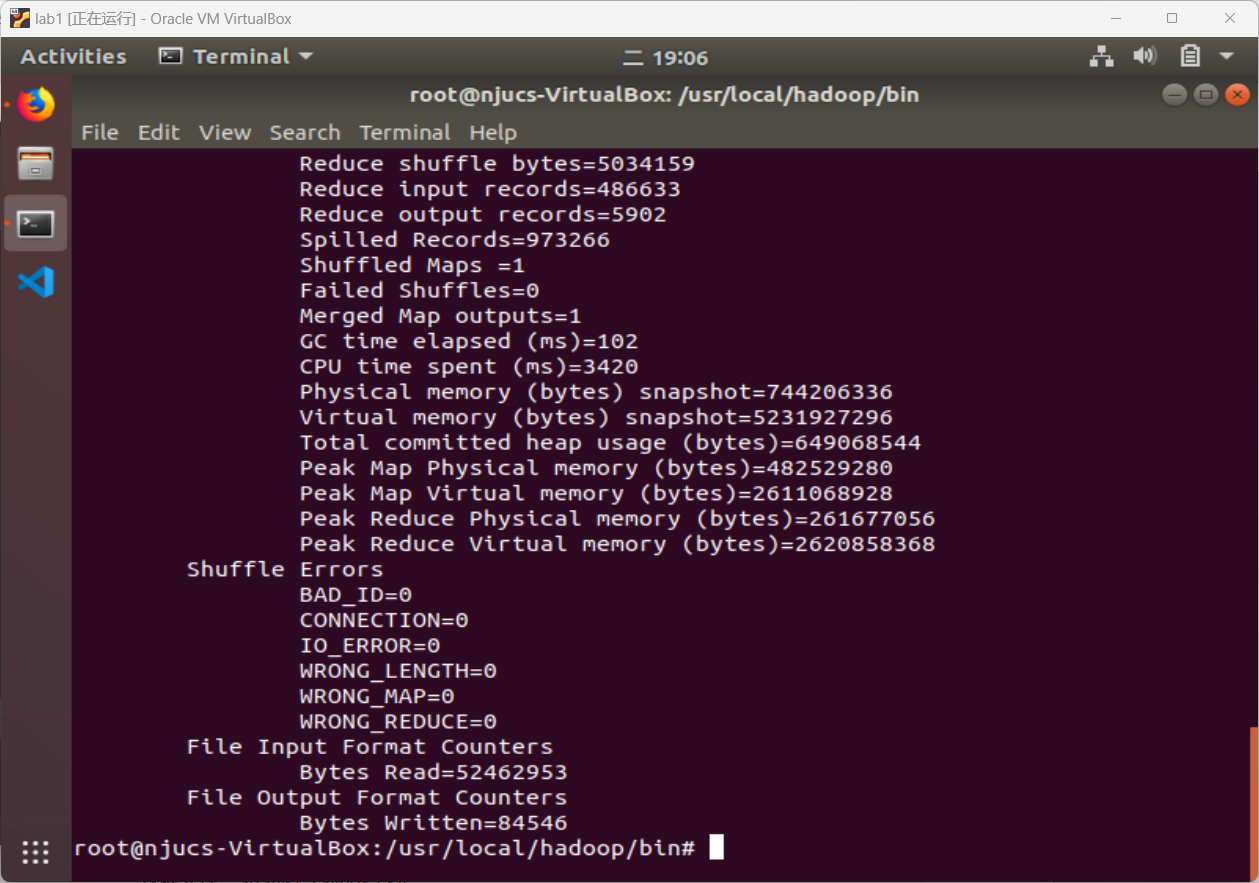 lab1 [正在运行] - Oracle VM VirtualBox
Activities Terminal 二 19:06
root@njucs-VirtualBox: /usr/local/hadoop/bin
File Edit View Search Terminal Help
Reduce shuffle bytes=5034159
Reduce input records=486633
Reduce output records=5902
Spilled Records=973266
Shuffled Maps =1
Failed Shuffles=0
Merged Map outputs=1
GC time elapsed (ms)=102
CPU time spent (ms)=3420
Physical memory (bytes) snapshot=744206336
Virtual memory (bytes) snapshot=5231927296
Total committed heap usage (bytes)=649068544
Peak Map Physical memory (bytes)=482529280
Peak Map Virtual memory (bytes)=2611068928
Peak Reduce Physical memory (bytes)=261677056
Peak Reduce Virtual memory (bytes)=2620858368
Shuffle Errors
BAD_ID=0
CONNECTION=0
IO_ERROR=0
WRONG_LENGTH=0
WRONG_MAP=0
WRONG_REDUCE=0
File Input Format Counters
Bytes Read=52462953
File Output Format Counters
Bytes Written=84546
root@njucs-VirtualBox:/usr/local/hadoop/bin#